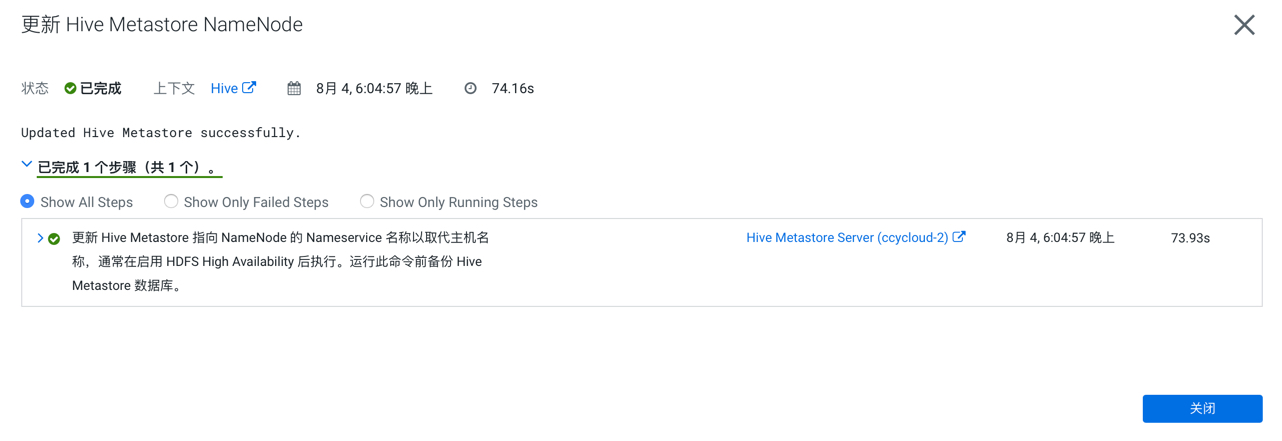 更新 Hive Metastore NameNode
状态 已完成 上下文 Hive 8月 4, 6:04:57 晚上 74.16s
Updated Hive Metastore successfully.
已完成 1 个步骤（共 1 个）。
Show All Steps Show Only Failed Steps Show Only Running Steps
更新 Hive Metastore 指向 NameNode 的 Nameservice 名称以取代主机名 Hive Metastore Server (ccycloud-2) 8月 4, 6:04:57 晚上 73.93s
称，通常在启用 HDFS High Availability 后执行。运行此命令前备份 Hive
Metastore 数据库。
关闭